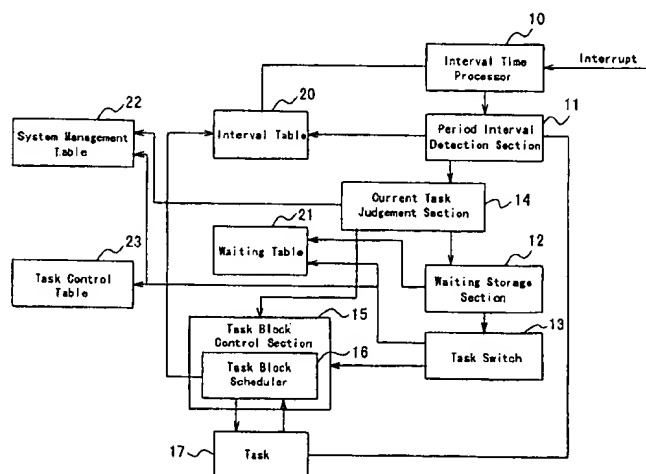 10
Interval Time
Processor
Interrupt
22
20
11
System Management
Table
Interval Table
Period Interval
Detection Section
21
Current Task
Judgement Section
14
23
Waiting Table
12
Task Control
Table
Waiting Storage
Section
15
13
Task Block
Control Section
16
Task Switch
Task Block
Scheduler
17
Task